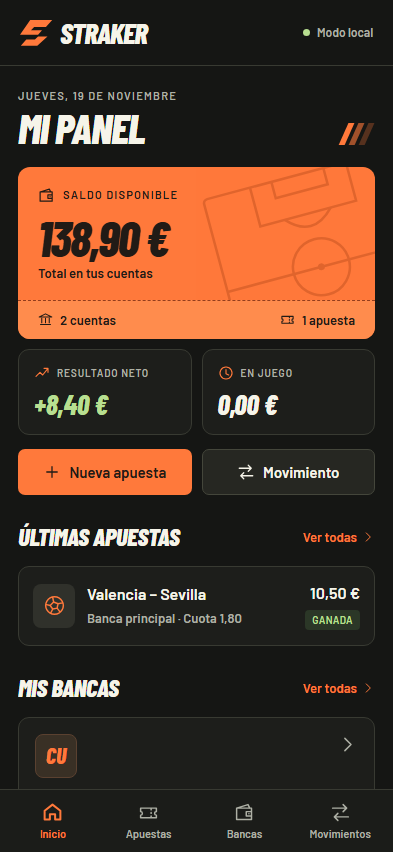 STRAKER
Modo local
JUEVES, 19 DE NOVIEMBRE
MI PANEL
SALDO DISPONIBLE
138,90 €
Total en tus cuentas
2 cuentas
1 apuesta
RESULTADO NETO
+8,40 €
EN JUEGO
0,00 €
Nueva apuesta
Movimiento
ÚLTIMAS APUESTAS
Ver todas
Valencia – Sevilla
10,50 €
Banca principal · Cuota 1,80
GANADA
MIS BANCAS
Ver todas
CU
Inicio
Apuestas
Bancas
Movimientos